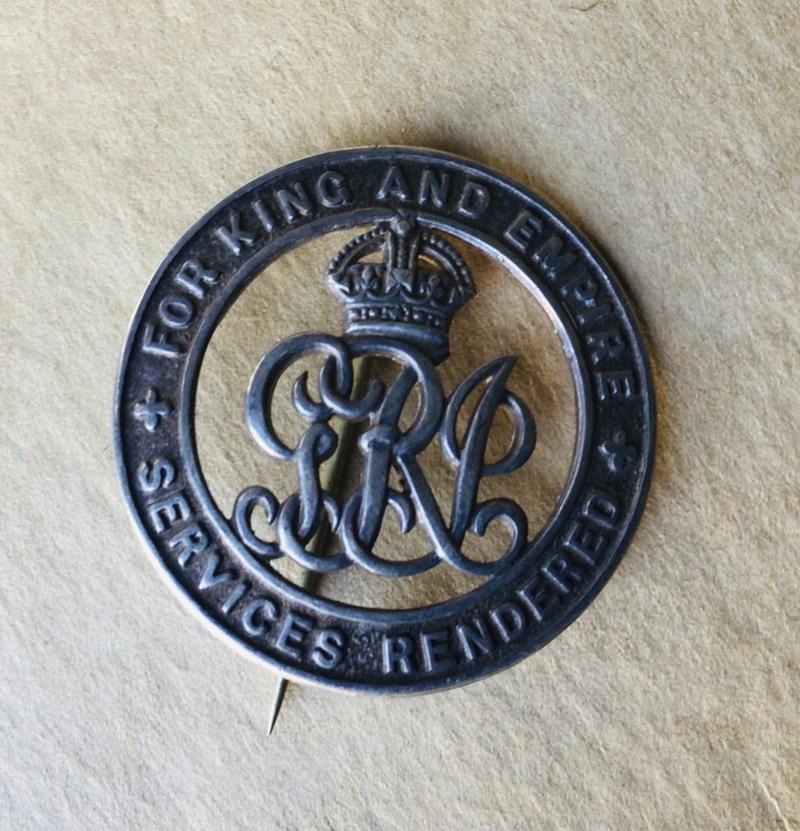 FOR KING AND EMPIRE
SERVICES RENDERED
GRI